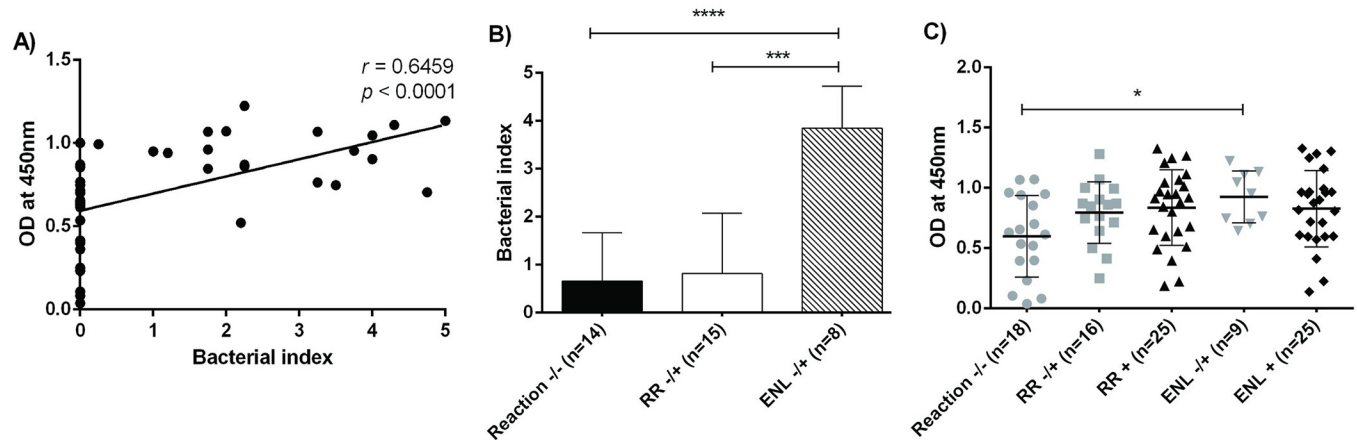 A)
r = 0.6459
p < 0.0001
OD at 450nm
1.5
1.0
0.5
0.0
0 1 2 3 4 5
Bacterial index
B)
****
***
Bacterial index
5
4
3
2
1
0
Reaction -/- (n=14)
RR -/+ (n=15)
ENL -/+ (n=8)
C)
*
OD at 450nm
2.0
1.5
1.0
0.5
0.0
Reaction -/- (n=18)
RR -/+ (n=16)
RR + (n=25)
ENL -/+ (n=9)
ENL + (n=25)